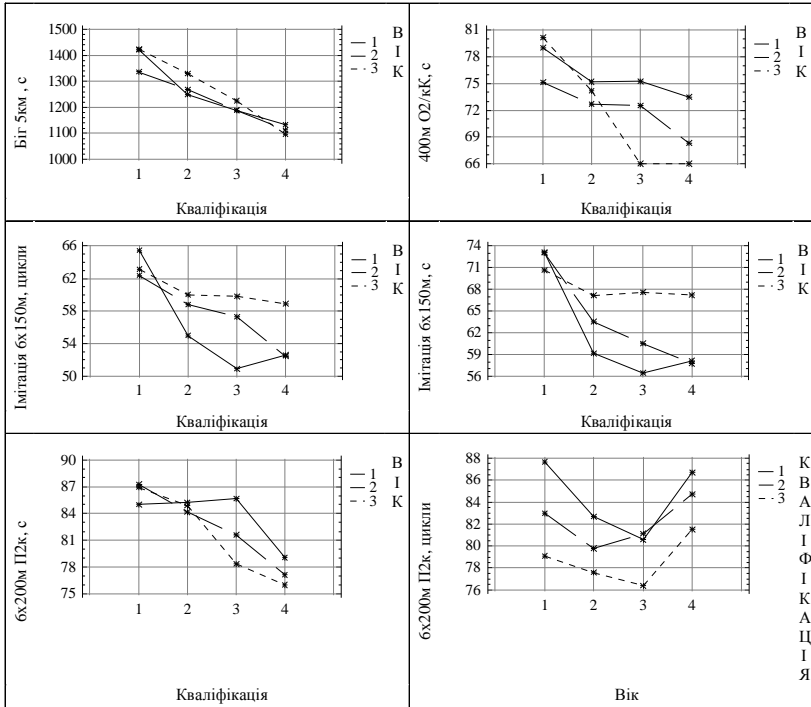 Біг 5км , с
1500
1400
1300
1200
1100
1000
1 2 3 4
Кваліфікація
1
2
3
В
І
К
400м О2/кК, с
81
78
75
72
69
66
1 2 3 4
Кваліфікація
1
2
3
В
І
К
Імітація 6х150м, цикли
66
62
58
54
50
1 2 3 4
Кваліфікація
1
2
3
В
І
К
Імітація 6х150м, с
74
71
68
65
62
59
56
1 2 3 4
Кваліфікація
1
2
3
В
І
К
6х200м П2к, с
90
87
84
81
78
75
1 2 3 4
Кваліфікація
1
2
3
В
І
К
6х200м П2к, цикли
88
86
84
82
80
78
76
1 2 3 4
Вік
1
2
3
К
В
А
Л
І
Ф
І
К
А
Ц
І
Я